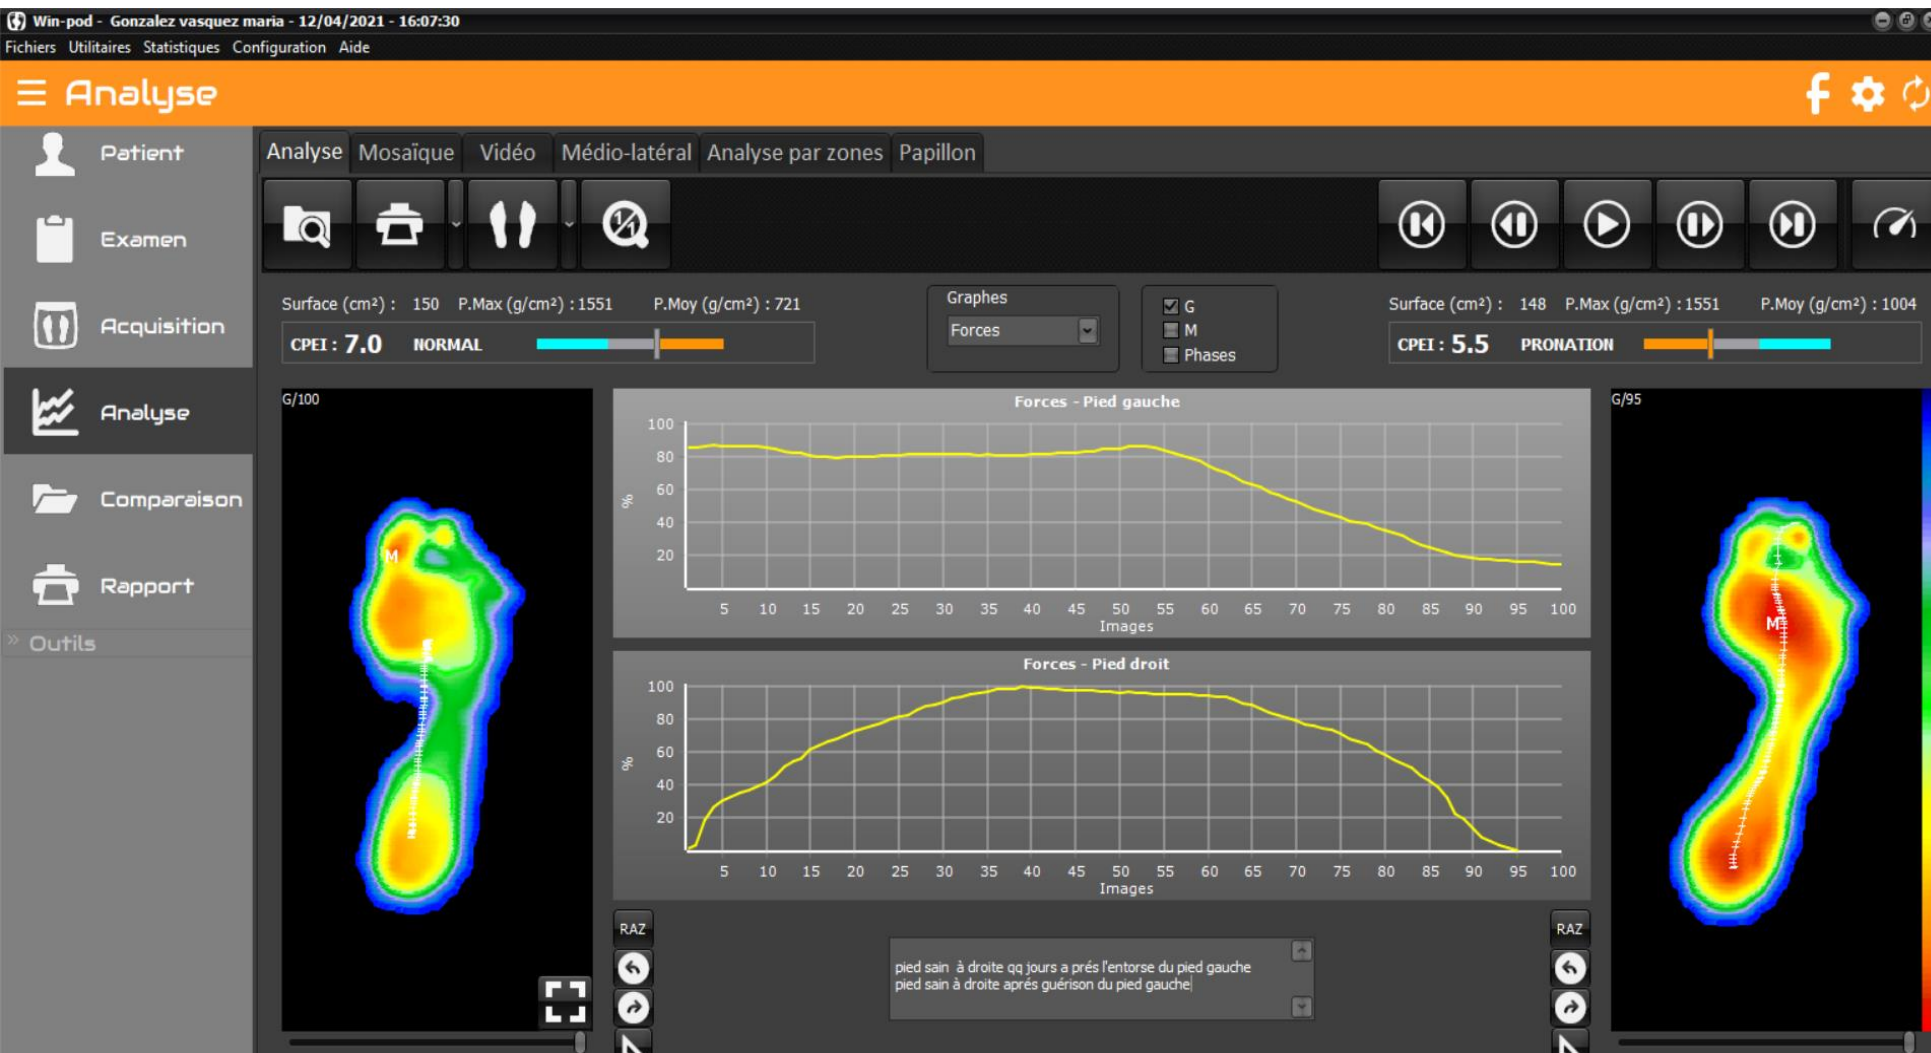 Win-pod - Gonzalez vasquez maria - 12/04/2021 - 16:07:30
Fichiers Utilitaires Statistiques Configuration Aide
Analyse
Patient
Examen
Acquisition
Analyse
Comparaison
Rapport
» Outils
Analyse Mosaïque Vidéo Médio-latéral Analyse par zones Papillon
1/1
Surface (cm²) : 150 P.Max (g/cm²) : 1551 P.Moy (g/cm²) : 721
CPEI : 7.0 NORMAL
Graphes
Forces
G
M
Phases
Surface (cm²) : 148 P.Max (g/cm²) : 1551 P.Moy (g/cm²) : 1004
CPEI : 5.5 PRONATION
G/100
M
Forces - Pied gauche
100
80
60
40
20
%
5 10 15 20 25 30 35 40 45 50 55 60 65 70 75 80 85 90 95 100
Images
Forces - Pied droit
100
80
60
40
20
%
5 10 15 20 25 30 35 40 45 50 55 60 65 70 75 80 85 90 95 100
Images
G/95
M
RAZ
pied sain à droite qq jours a prés l'entorse du pied gauche
pied sain à droite aprés guérison du pied gauche
RAZ